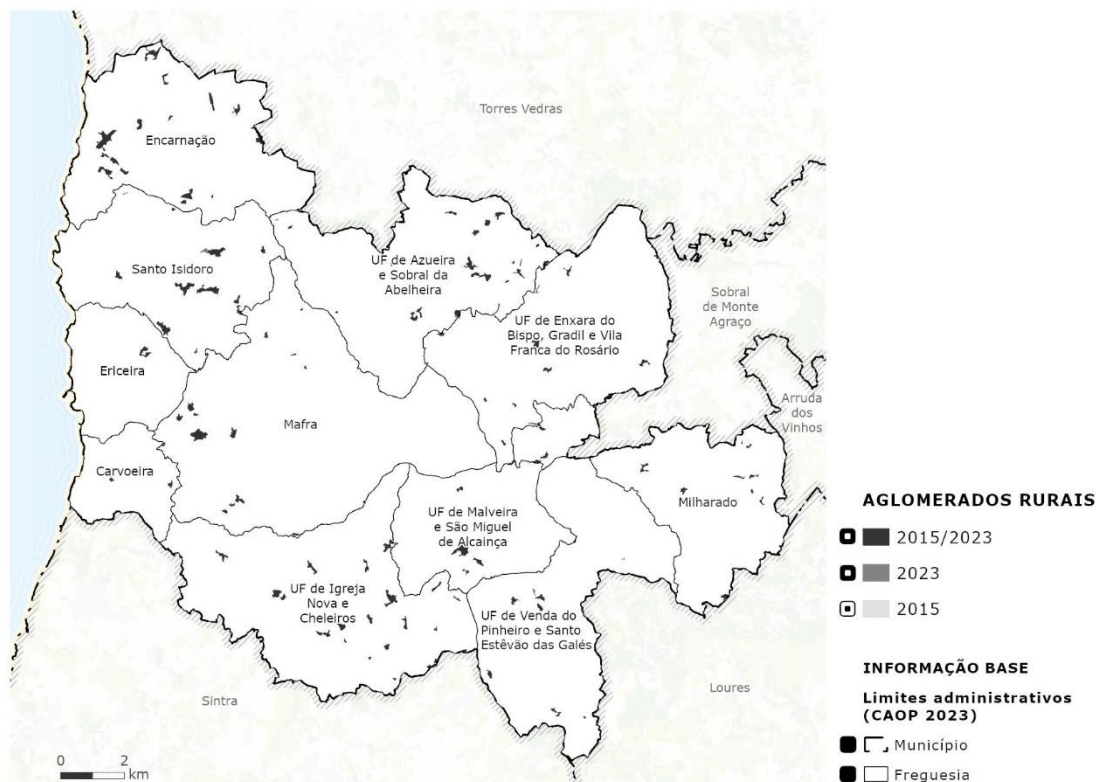 Torres Vedras
Encarnação
UF de Azueira
e Sobral da
Abelheira
Santo Isidoro
Sobral
de Monte
Agraço
UF de Enxara do
Bispo, Gradil e Vila
Franca do Rosário
Ericeira
Arruda
dos
Vinhos
Mafra
Carvoeira
Milharado
UF de Malveira
e São Miguel
de Alcainça
UF de Igreja
Nova e
Cheleiros
UF de Venda do
Pinheiro e Santo
Estêvão das Galés
Sintra
Loures
0 2
km
AGLOMERADOS RURAIS
2015/2023
2023
2015
INFORMAÇÃO BASE
Limites administrativos
(CAOP 2023)
Município
Freguesia